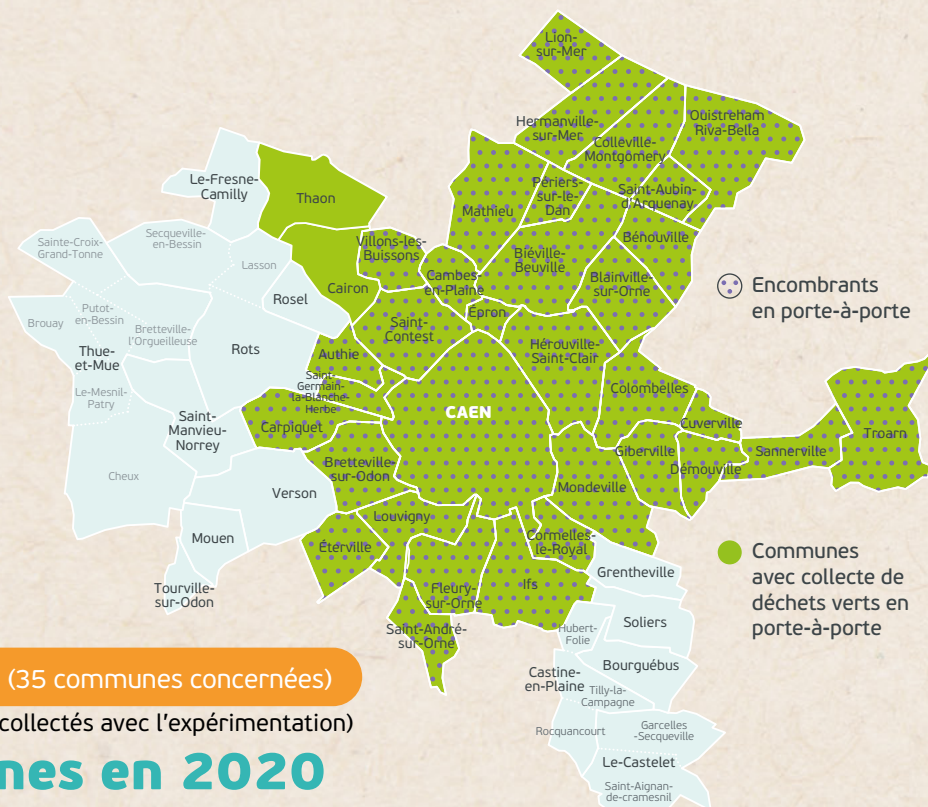 Lion-
sur-Mer
Hermanville-
sur-Mer
Ouistreham
Riva-Bella
Colleville-
Montgomery
Le-Fresne-
Camilly
Thaon
Périers-
sur-le-
Dan
Saint-Aubin-
d'Arquenay
Mathieu
Sainte-Croix-
Grand-Tonne
Secqueville-
en-Bessin
Villons-les-
Buissons
Bénouville
Lasson
Cambes-
en-Plaine
Biéville-
Beuville
Blainville-
sur-Orne
Cairon
Rosel
Encombrants
en porte-à-porte
Brouay
Putot-
en-Bessin
Bretteville-
l'Orgueilleuse
Epron
Saint-
Contest
Hérouville-
Saint-Clair
Thue-
et-Mue
Rots
Authie
Saint-
Germain-
la-Blanche-
Herbe
Colombelles
Le-Mesnil-
Patry
Saint-
Manvieu-
Norrey
Carpiquet
CAEN
Cuverville
Troarn
Giberville
Sannerville
Démouville
Cheux
Bretteville-
sur-Odon
Mondeville
Verson
Louvigny
Mouen
Éterville
Cormelles-
le-Royal
Communes
avec collecte de
déchets verts en
porte-à-porte
Tourville-
sur-Odon
Fleury-
sur-Orne
Ifs
Grentheville
Saint-André-
sur-Orne
Hubert-
Folie
Soliers
Bourguébus
Castine-
en-Plaine
Tilly-la-
Campagne
Rocquancourt
Garcelles
-Secqueville
Le-Castelet
Saint-Aignan-
de-cramesnil
(35 communes concernées)
collectés avec l'expérimentation)
nes en 2020